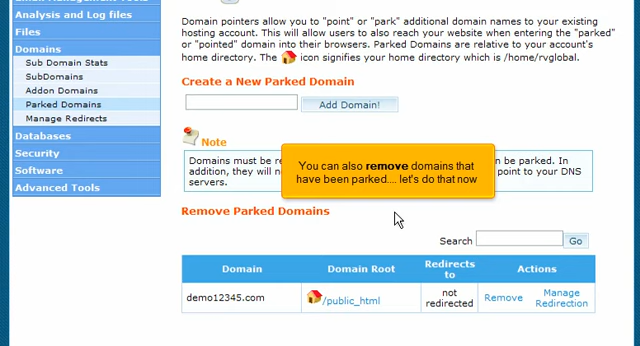 Analysis and Log files
Files
Domains
Sub Domain Stats
SubDomains
Addon Domains
Parked Domains
Manage Redirects
Databases
Security
Software
Advanced Tools
Domain pointers allow you to "point" or "park" additional domain names to your existing
hosting account. This will allow users to also reach your website when entering the "parked"
or "pointed" domain into their browsers. Parked Domains are relative to your account's
home directory. The icon signifies your home directory which is /home/rvglobal.
Create a New Parked Domain
Add Domain!
Note
Domains must be re n be parked. In
addition, they will no point to your DNS
servers.
You can also remove domains that
have been parked.... let's do that now
Remove Parked Domains
Search Go
Domain Domain Root Redirects to Actions
demo12345.com /public_html not redirected Remove Manage Redirection